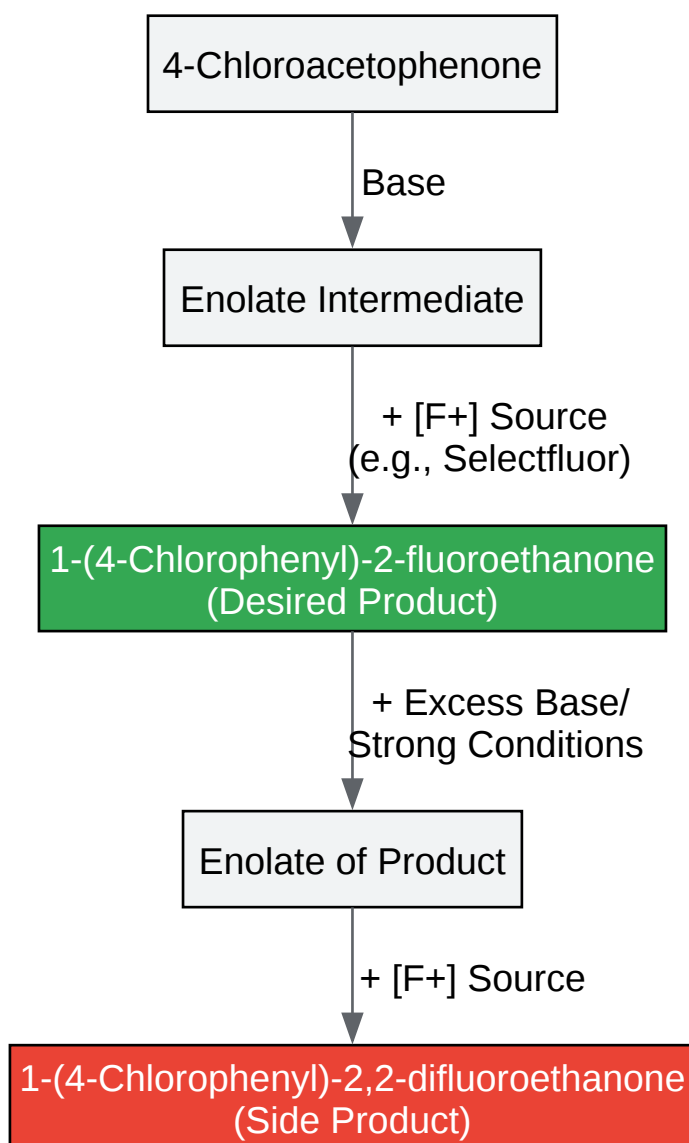 4-Chloroacetophenone
Base
Enolate Intermediate
+ [F+] Source
(e.g., Selectfluor)
1-(4-Chlorophenyl)-2-fluoroethanone
(Desired Product)
+ Excess Base/
Strong Conditions
Enolate of Product
+ [F+] Source
1-(4-Chlorophenyl)-2,2-difluoroethanone
(Side Product)